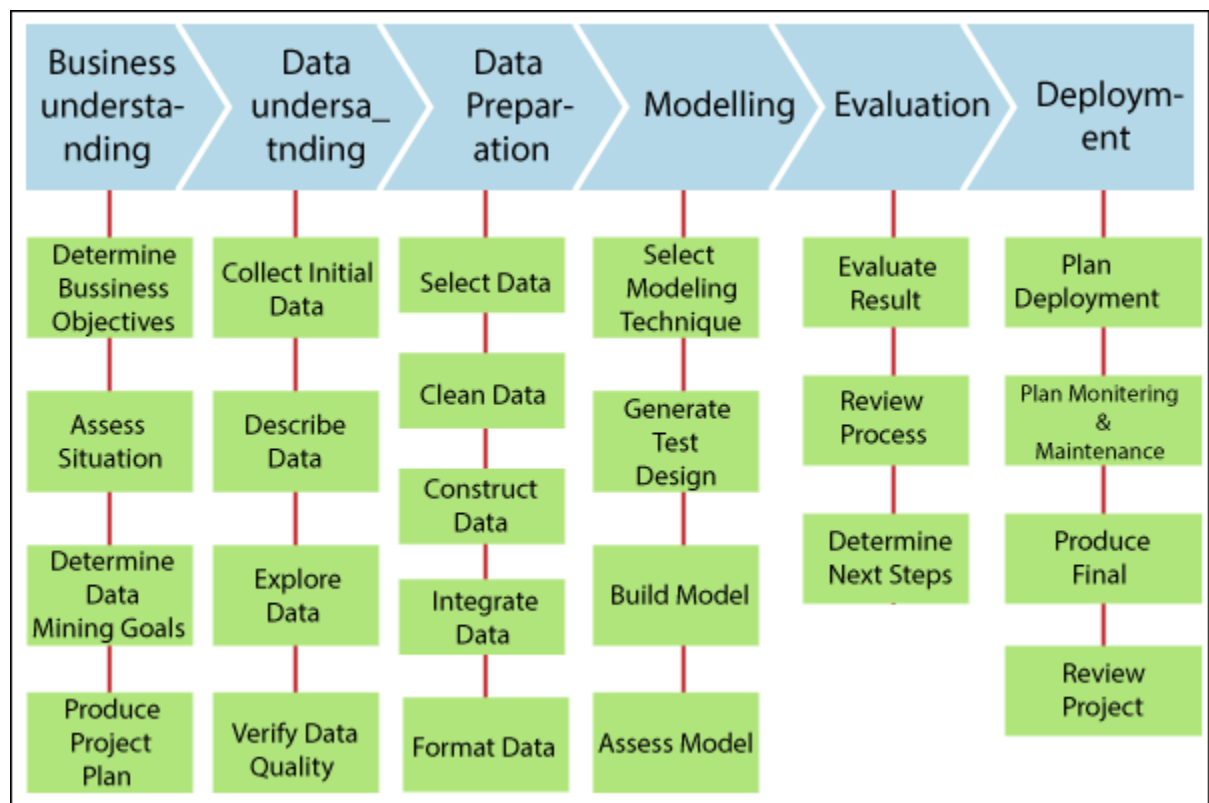 Business
understa-
nding
Data
undersa_
tnding
Data
Prepar-
ation
Modelling
Evaluation
Deploym-
ent
Determine
Bussiness
Objectives
Assess
Situation
Determine
Data
Mining Goals
Produce
Project
Plan
Collect Initial
Data
Describe
Data
Explore
Data
Verify Data
Quality
Select Data
Clean Data
Construct
Data
Integrate
Data
Format Data
Select
Modeling
Technique
Generate
Test
Design
Build Model
Assess Model
Evaluate
Result
Review
Process
Determine
Next Steps
Plan
Deployment
Plan Monitering
&
Maintenance
Produce
Final
Review
Project